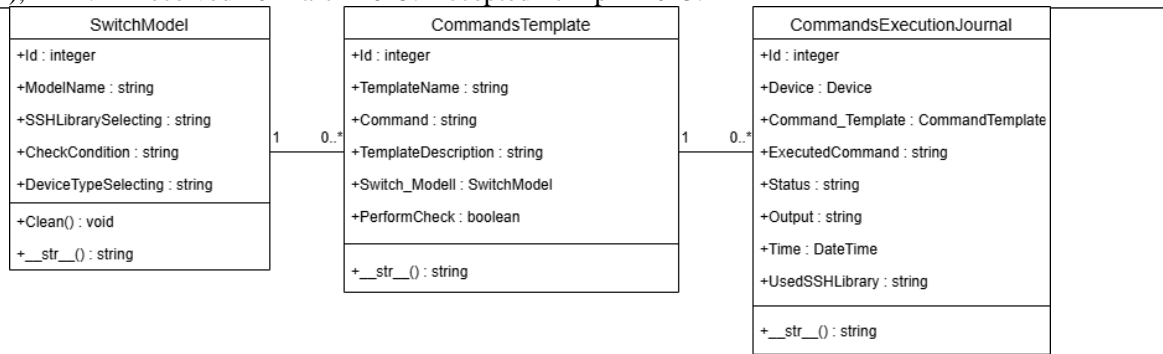 SwitchModel
+Id : integer
+ModelName : string
+SSHLibrarySelecting : string
+CheckCondition : string
+DeviceTypeSelecting : string
+Clean() : void
+__str__() : string
1 0..*
CommandsTemplate
+Id : integer
+TemplateName : string
+Command : string
+TemplateDescription : string
+Switch_Modell : SwitchModel
+PerformCheck : boolean
+__str__() : string
1 0..*
CommandsExecutionJournal
+Id : integer
+Device : Device
+Command_Template : CommandTemplate
+ExecutedCommand : string
+Status : string
+Output : string
+Time : DateTime
+UsedSSHLibrary : string
+__str__() : string